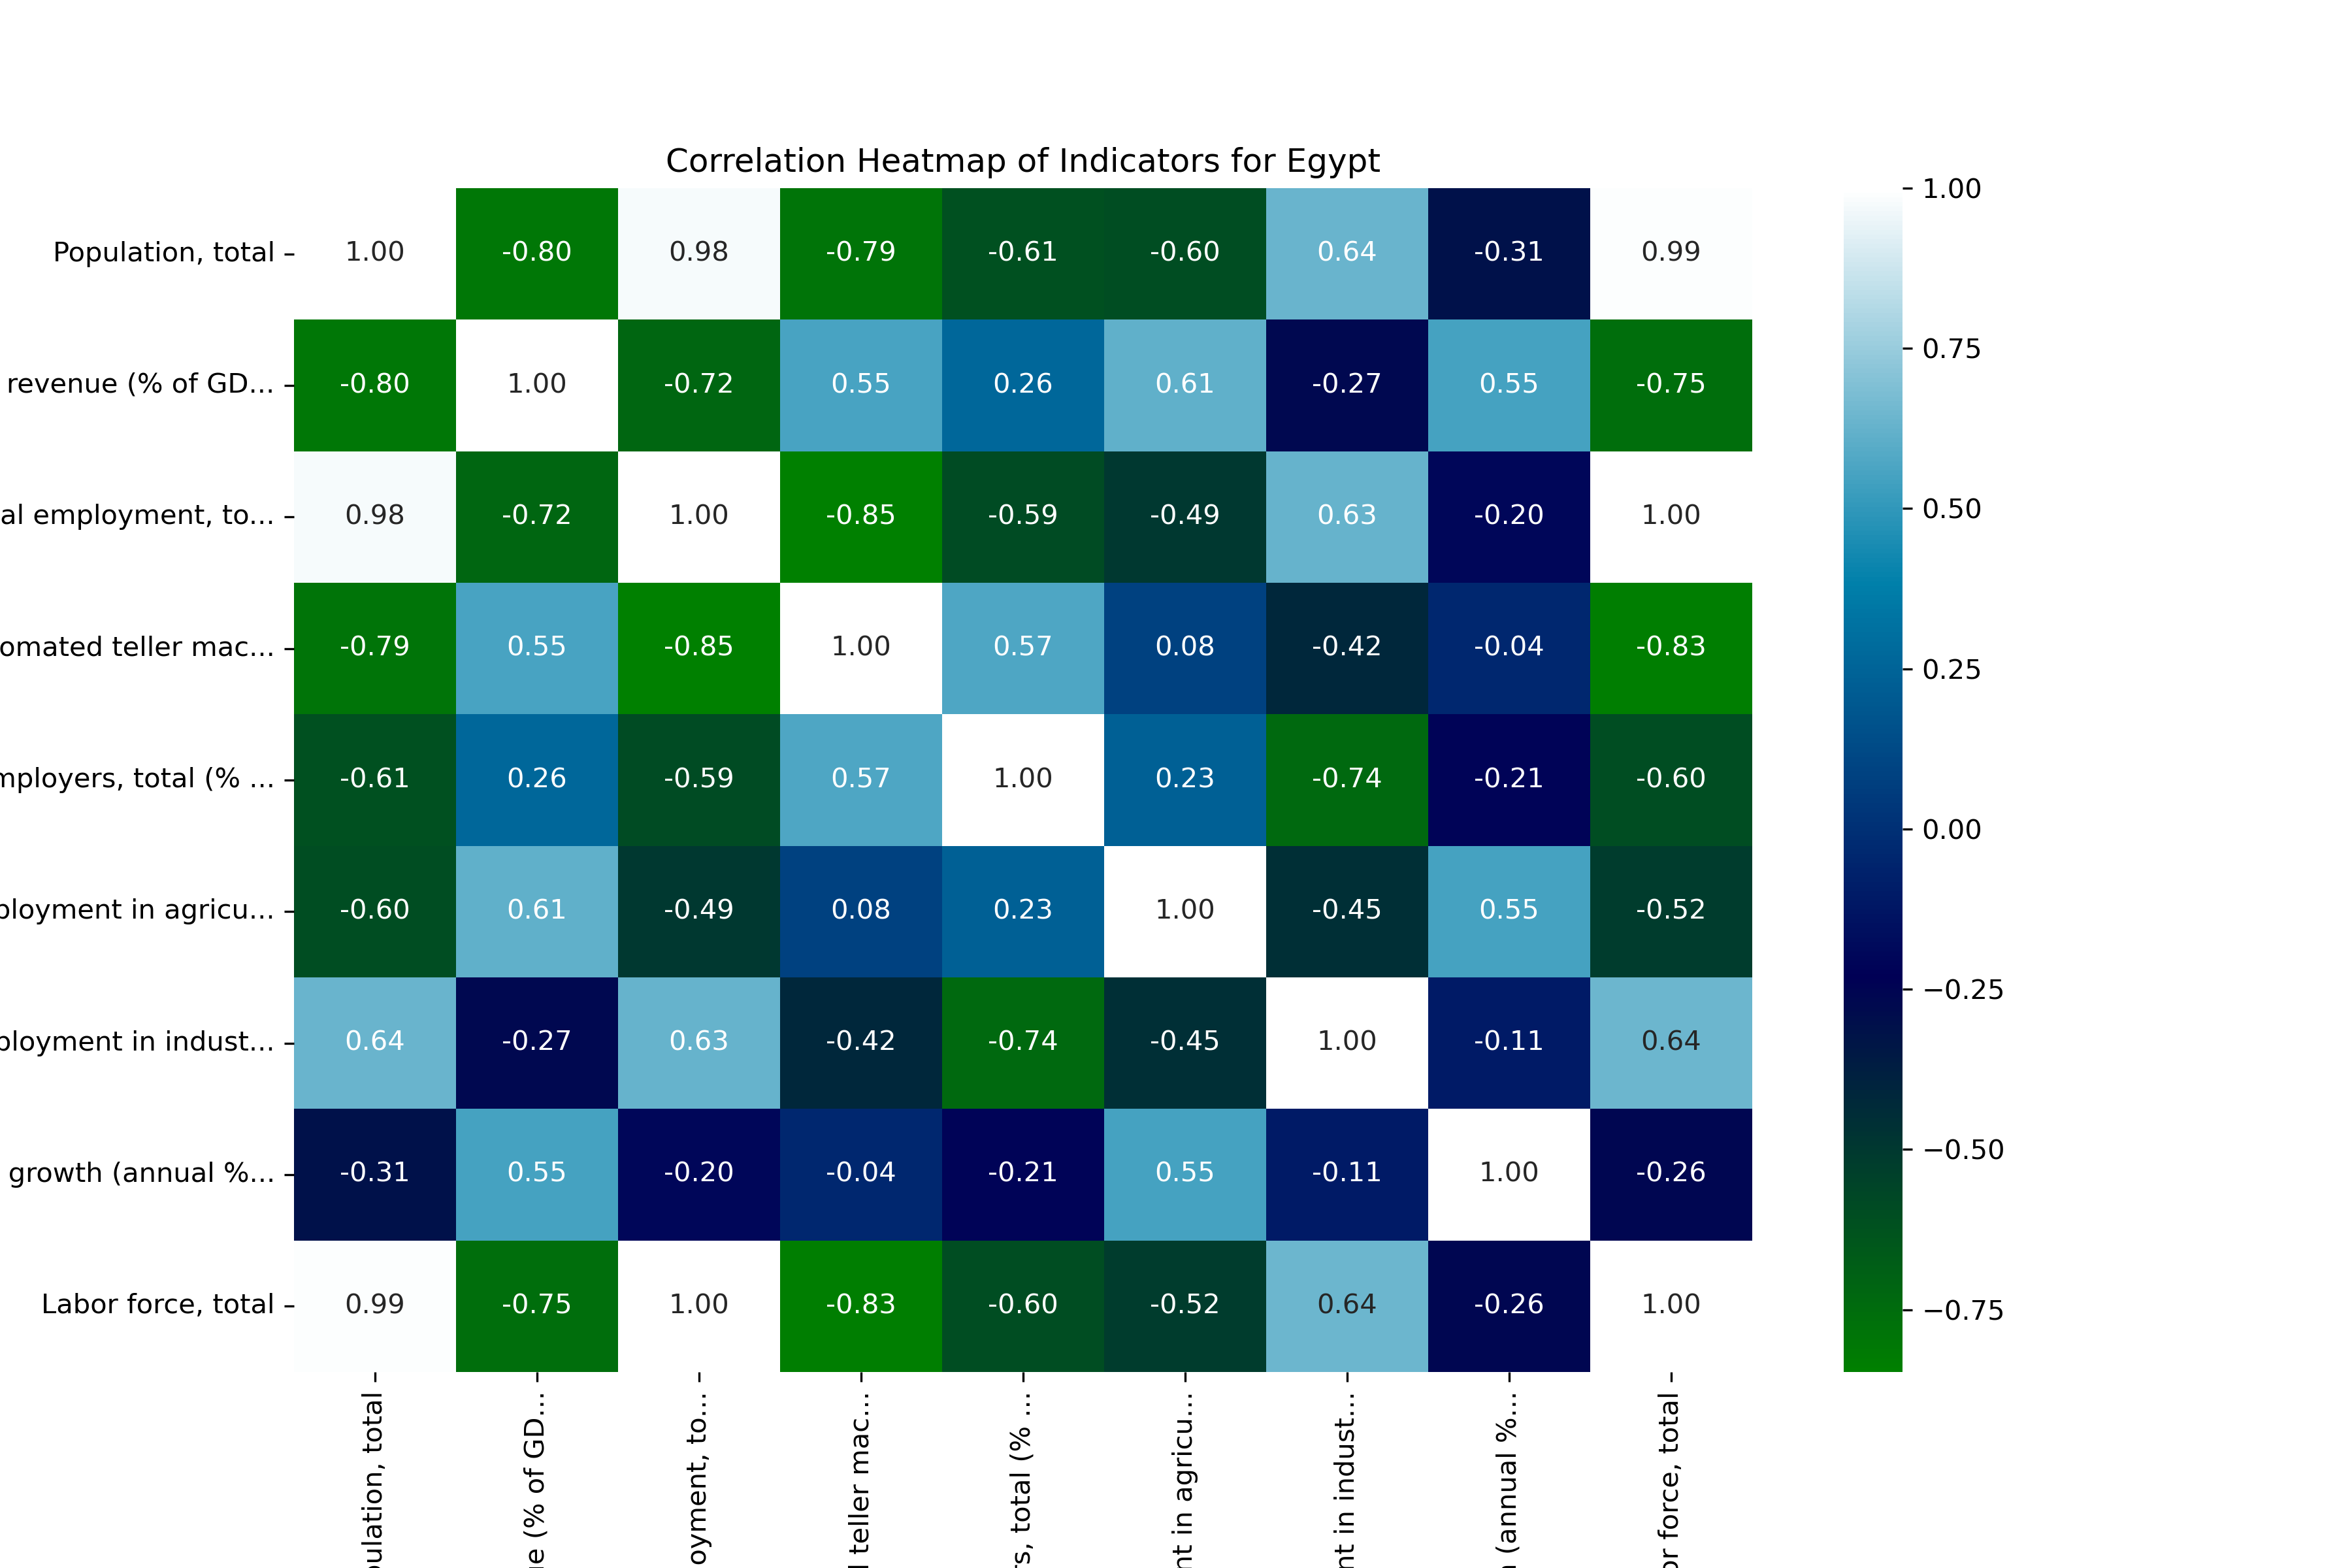 Correlation Heatmap of Indicators for Egypt
Population, total 1.00 -0.80 0.98 -0.79 -0.61 -0.60 0.64 -0.31 0.99
revenue (% of GD... -0.80 1.00 -0.72 0.55 0.26 0.61 -0.27 0.55 -0.75
al employment, to... 0.98 -0.72 1.00 -0.85 -0.59 -0.49 0.63 -0.20 1.00
omated teller mac... -0.79 0.55 -0.85 1.00 0.57 0.08 -0.42 -0.04 -0.83
mployers, total (% ... -0.61 0.26 -0.59 0.57 1.00 0.23 -0.74 -0.21 -0.60
ployment in agricu... -0.60 0.61 -0.49 0.08 0.23 1.00 -0.45 0.55 -0.52
ployment in indust... 0.64 -0.27 0.63 -0.42 -0.74 -0.45 1.00 -0.11 0.64
growth (annual %... -0.31 0.55 -0.20 -0.04 -0.21 0.55 -0.11 1.00 -0.26
Labor force, total 0.99 -0.75 1.00 -0.83 -0.60 -0.52 0.64 -0.26 1.00
pulation, total
ue (% of GD...
oyment, to...
d teller mac...
rs, total (% ...
nt in agricu...
nt in indust...
h (annual %...
or force, total
1.00
0.75
0.50
0.25
0.00
−0.25
−0.50
−0.75